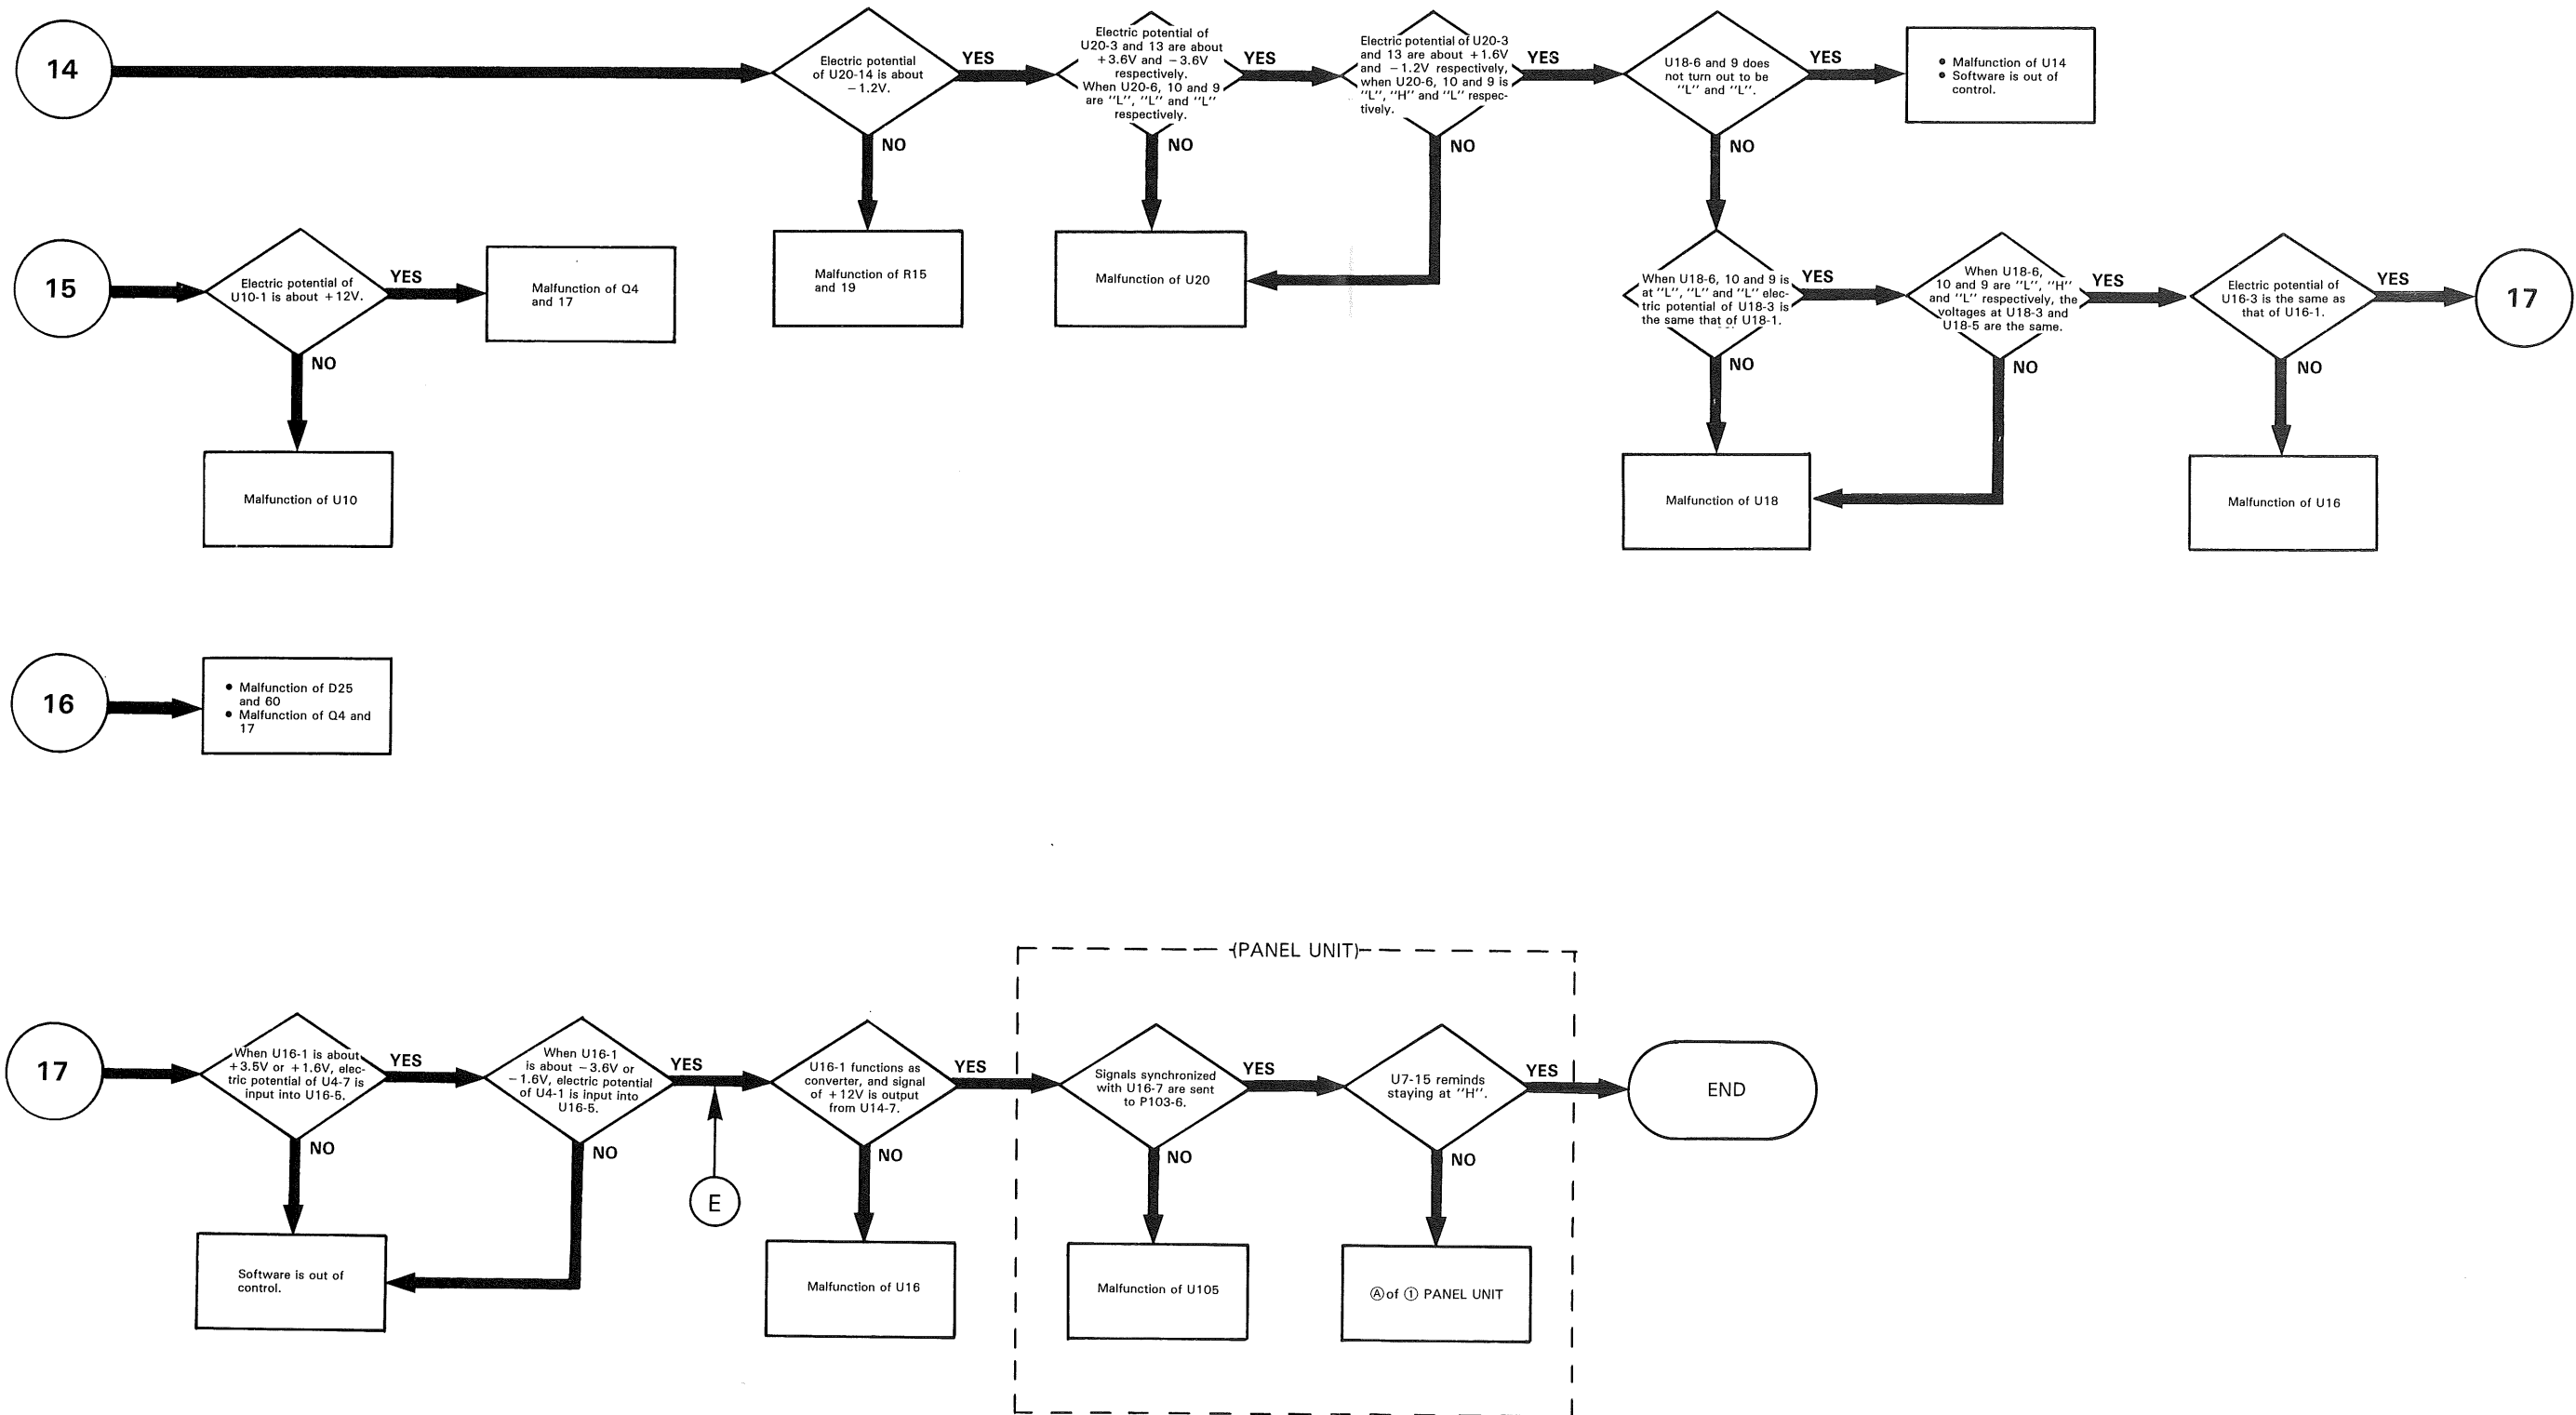 14
Electric potential
of U20-14 is about
−1.2V.
YES
NO
Malfunction of R15
and 19
Electric potential of
U20-3 and 13 are about
+3.6V and −3.6V
respectively.
When U20-6, 10 and 9
are "L", "L" and "L"
respectively.
YES
NO
Malfunction of U20
Electric potential of U20-3
and 13 are about +1.6V
and −1.2V respectively,
when U20-6, 10 and 9 is
"L", "H" and "L" respec-
tively.
YES
NO
U18-6 and 9 does
not turn out to be
"L" and "L".
YES
NO
• Malfunction of U14
• Software is out of
control.
15
Electric potential of
U10-1 is about +12V.
YES
NO
Malfunction of Q4
and 17
Malfunction of U10
When U18-6, 10 and 9 is
at "L", "L" and "L" elec-
tric potential of U18-3 is
the same that of U18-1.
YES
NO
Malfunction of U18
When U18-6,
10 and 9 are "L", "H"
and "L" respectively, the
voltages at U18-3 and
U18-5 are the same.
YES
NO
Electric potential of
U16-3 is the same as
that of U16-1.
YES
NO
Malfunction of U16
17
16
• Malfunction of D25
and 60
• Malfunction of Q4 and
17
17
When U16-1 is about
+3.5V or +1.6V, elec-
tric potential of U4-7 is
input into U16-5.
YES
NO
Software is out of
control.
When U16-1
is about −3.6V or
−1.6V, electric potential
of U4-1 is input into
U16-5.
YES
NO
E
U16-1 functions as
converter, and signal
of +12V is output
from U14-7.
YES
NO
Malfunction of U16
(PANEL UNIT)
Signals synchronized
with U16-7 are sent
to P103-6.
YES
NO
Malfunction of U105
U7-15 reminds
staying at "H".
YES
NO
Ⓐ of ① PANEL UNIT
END